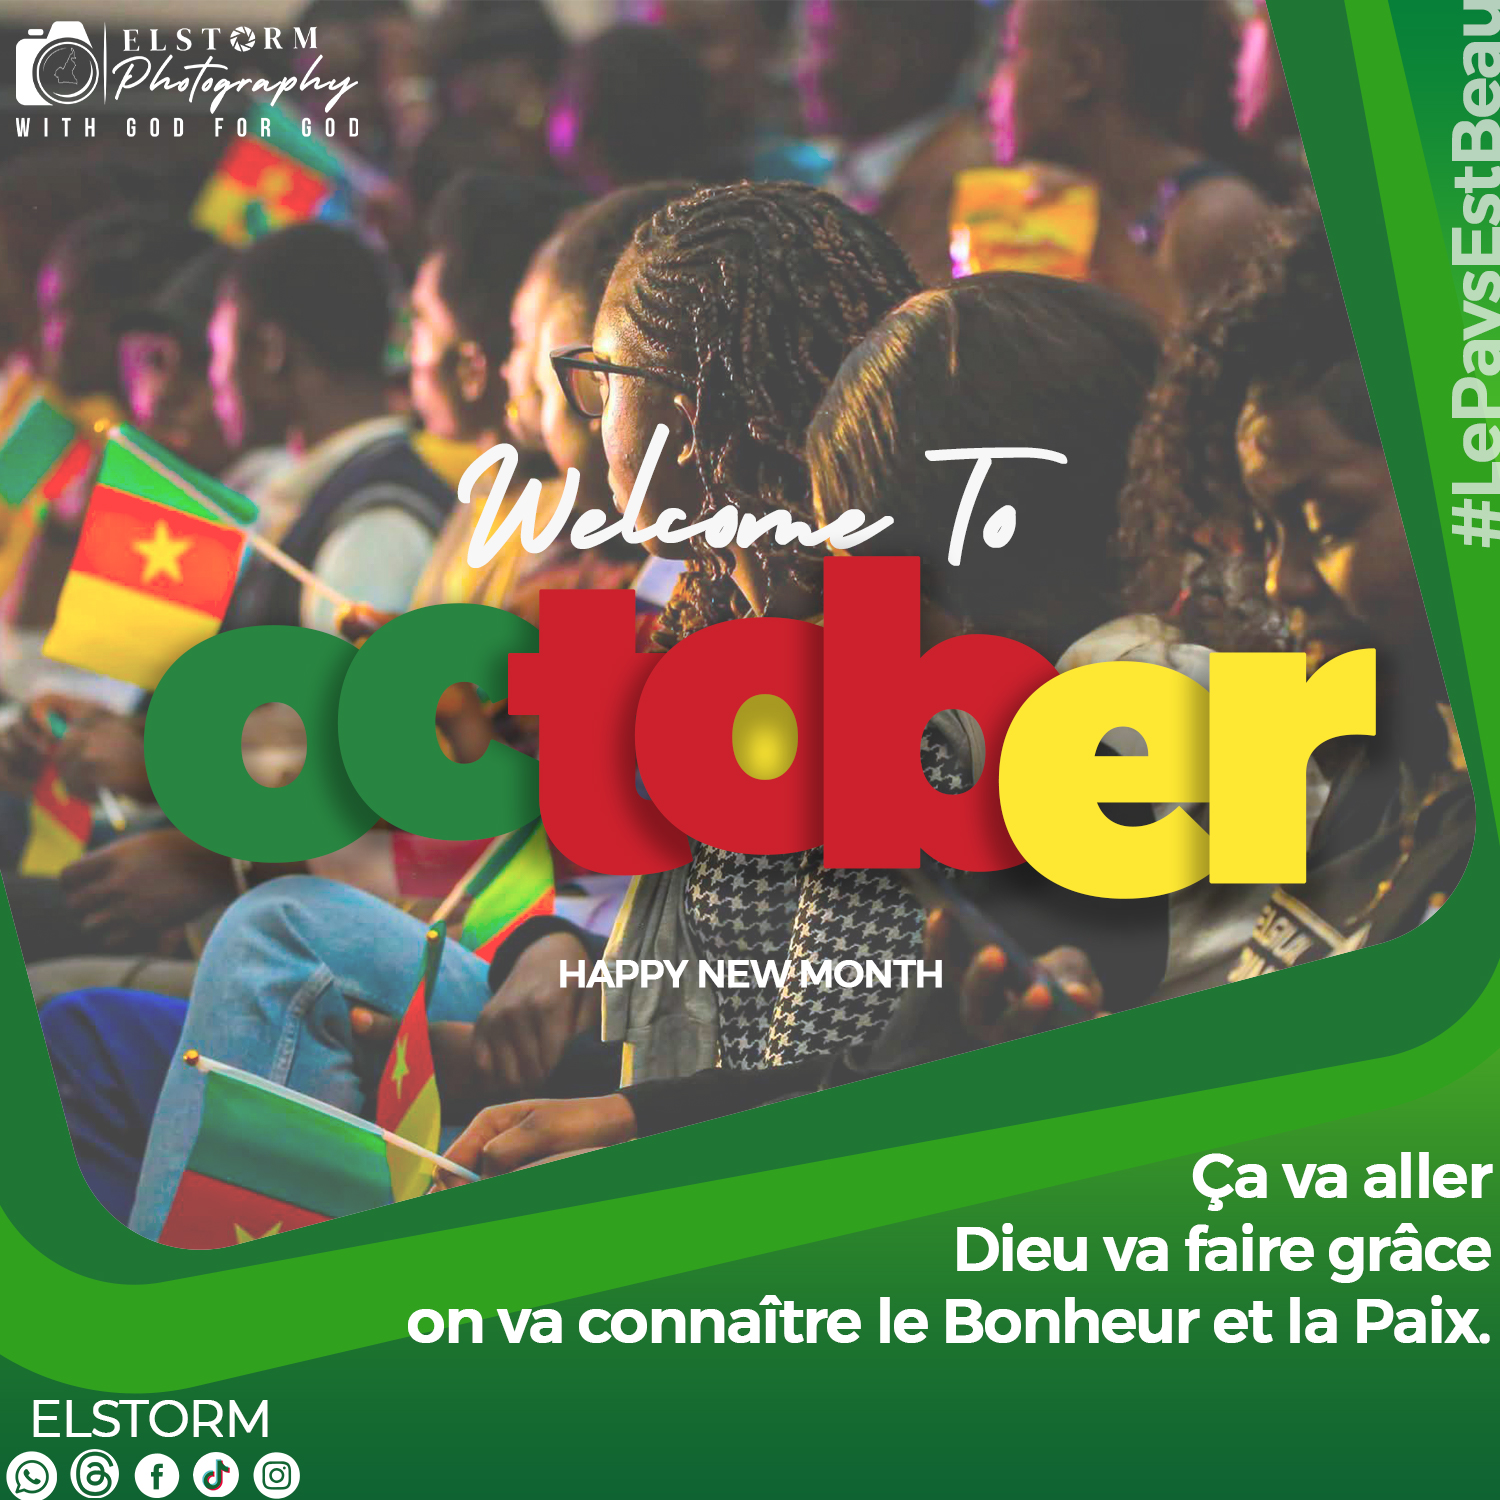 ELSTORM
Photography
WITH GOD FOR GOD
#LePaysEstBeau
Welcome To
october
HAPPY NEW MONTH
Ça va aller
Dieu va faire grâce
on va connaître le Bonheur et la Paix.
ELSTORM